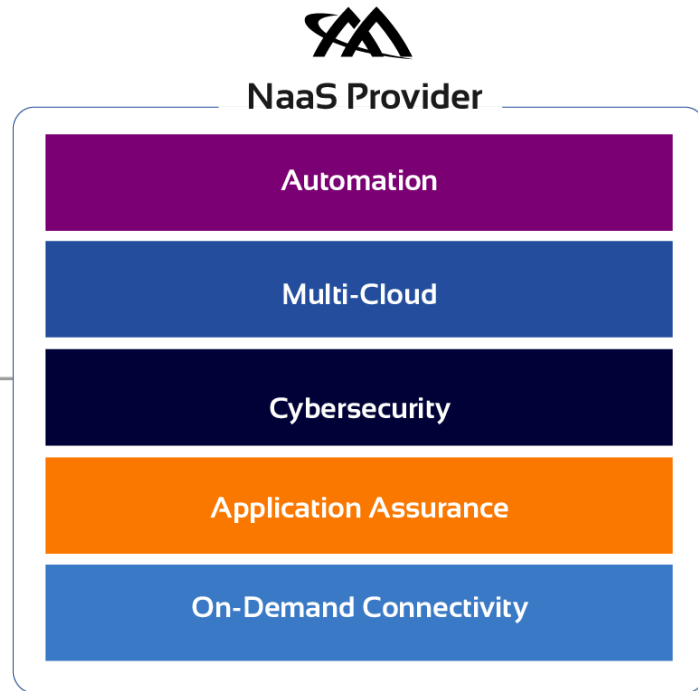 NaaS Provider
Automation
Multi-Cloud
Cybersecurity
Application Assurance
On-Demand Connectivity